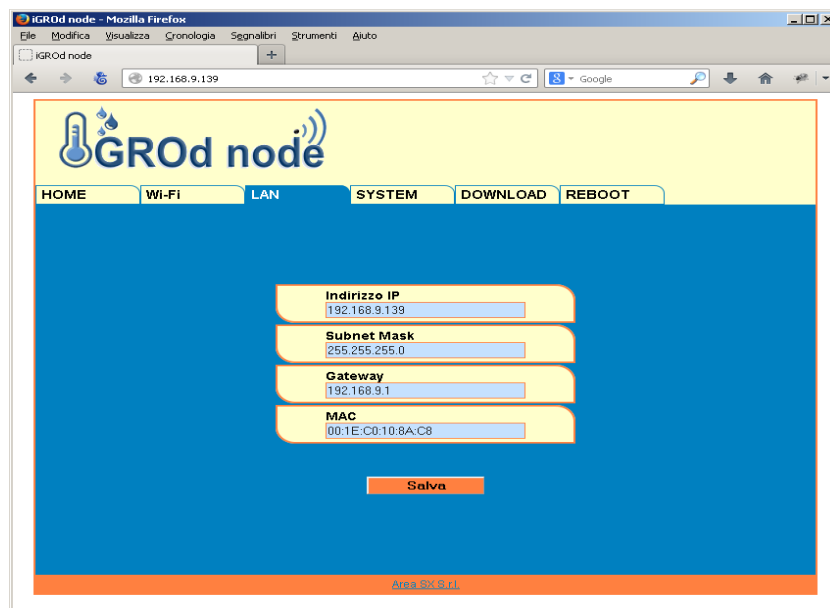 iGROd node - Mozilla Firefox
File Modifica Visualizza Cronologia Segnalibri Strumenti Aiuto
iGROd node
192.168.9.139
Google
iGROd node
HOME Wi-Fi LAN SYSTEM DOWNLOAD REBOOT
Indirizzo IP
192.168.9.139
Subnet Mask
255.255.255.0
Gateway
192.168.9.1
MAC
00:1E:C0:10:8A:C8
Salva
Area SX S.r.l.